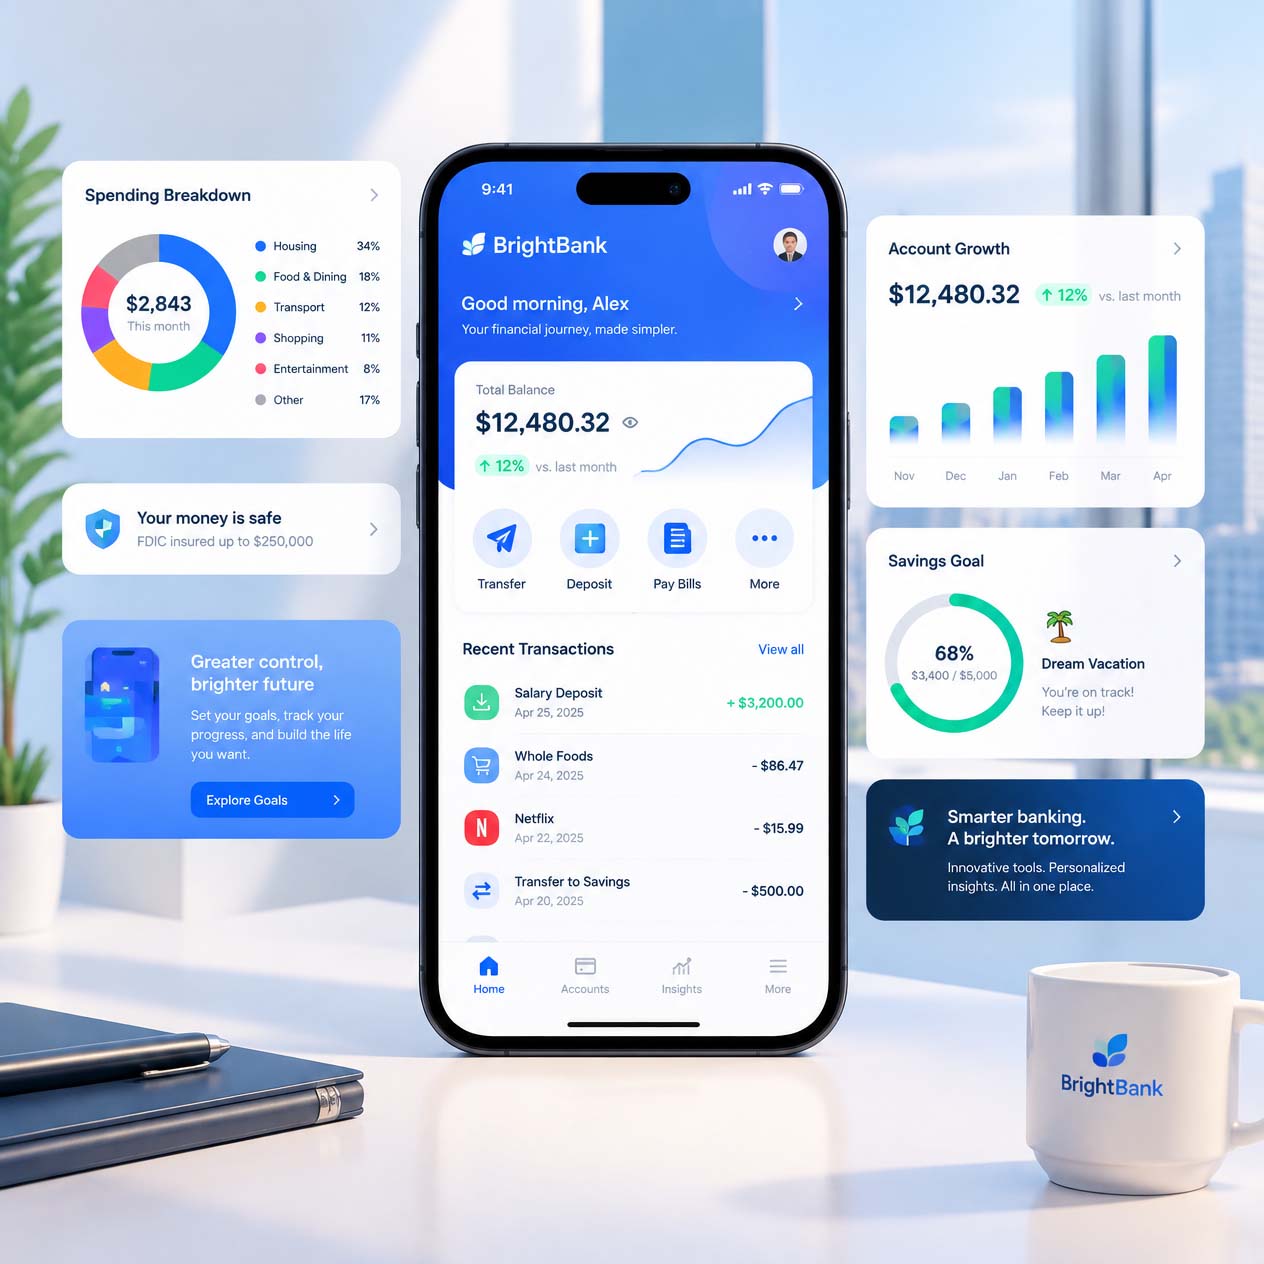 Spending Breakdown
$2,843
This month
Housing 34%
Food & Dining 18%
Transport 12%
Shopping 11%
Entertainment 8%
Other 17%
Your money is safe
FDIC insured up to $250,000
Greater control,
brighter future
Set your goals, track your
progress, and build the life
you want.
Explore Goals
9:41
BrightBank
Good morning, Alex
Your financial journey, made simpler.
Total Balance
$12,480.32
↑ 12% vs. last month
Transfer Deposit Pay Bills More
Recent Transactions View all
Salary Deposit
Apr 25, 2025
+ $3,200.00
Whole Foods
Apr 24, 2025
- $86.47
N
Netflix
Apr 22, 2025
- $15.99
Transfer to Savings
Apr 20, 2025
- $500.00
Home Accounts Insights More
Account Growth
$12,480.32 ↑ 12% vs. last month
Nov Dec Jan Feb Mar Apr
Savings Goal
68%
$3,400 / $5,000
Dream Vacation
You're on track!
Keep it up!
Smarter banking.
A brighter tomorrow.
Innovative tools. Personalized
insights. All in one place.
BrightBank